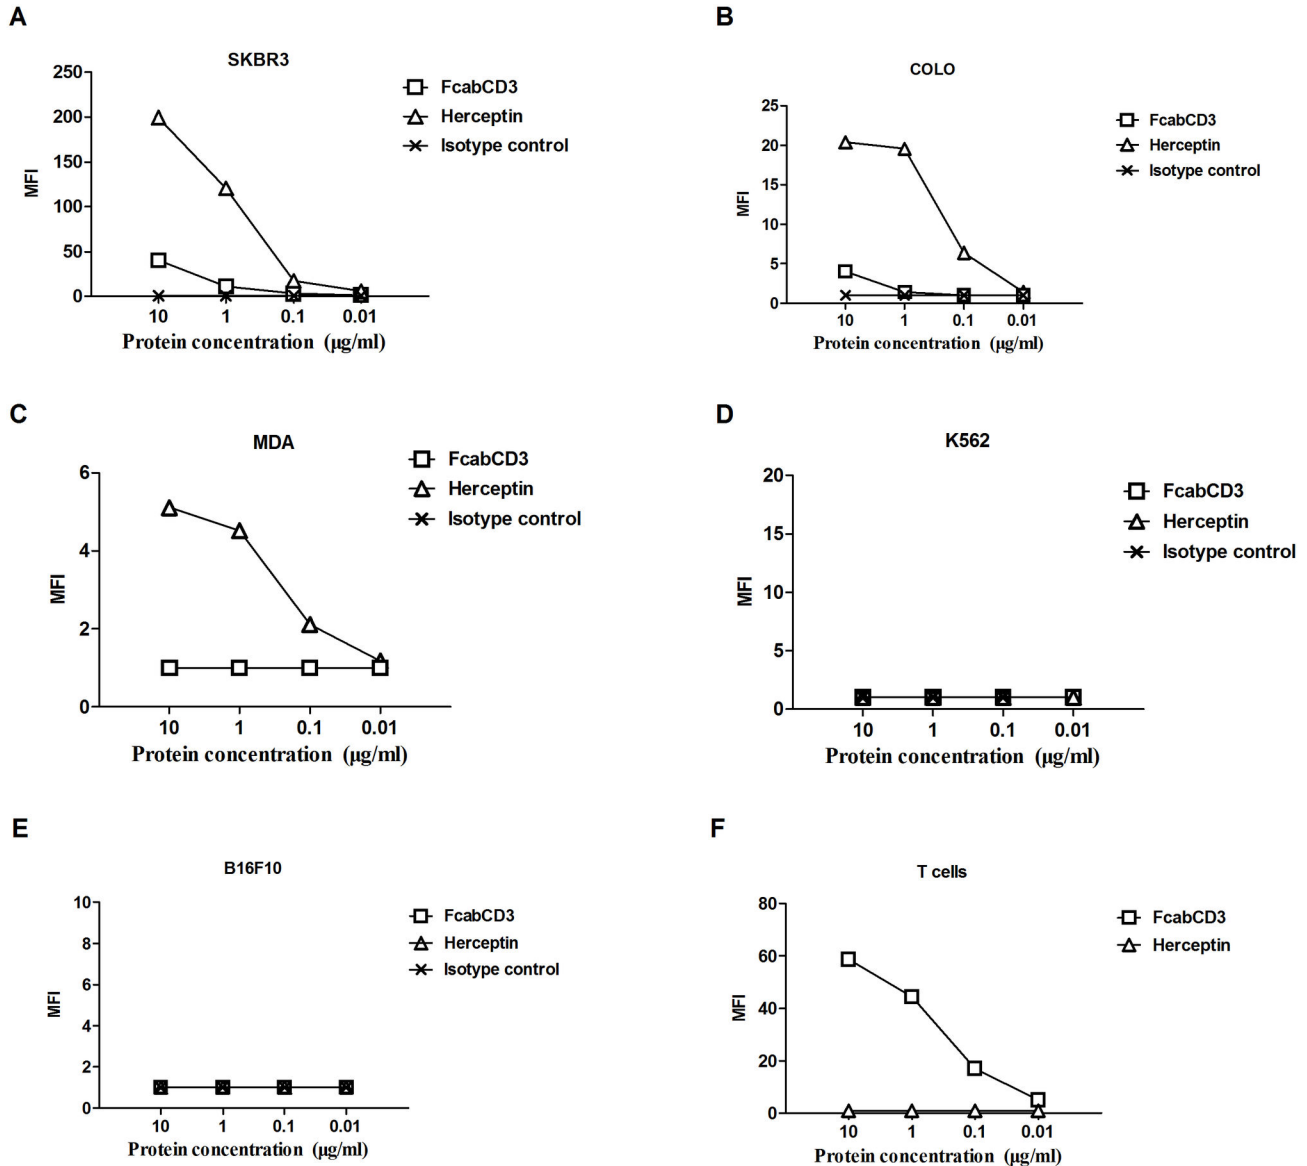 A
SKBR3
250
200
150
100
50
0
MFI
10 1 0.1 0.01
Protein concentration (µg/ml)
FcabCD3
Herceptin
Isotype control
B
COLO
25
20
15
10
5
0
MFI
10 1 0.1 0.01
Protein concentration (µg/ml)
FcabCD3
Herceptin
Isotype control
C
MDA
6
4
2
0
MFI
10 1 0.1 0.01
Protein concentration (µg/ml)
FcabCD3
Herceptin
Isotype control
D
K562
20
15
10
5
0
MFI
10 1 0.1 0.01
Protein concentration (µg/ml)
FcabCD3
Herceptin
Isotype control
E
B16F10
10
8
6
4
2
0
MFI
10 1 0.1 0.01
Protein concentration (µg/ml)
FcabCD3
Herceptin
Isotype control
F
T cells
80
60
40
20
0
MFI
10 1 0.1 0.01
Protein concentration (µg/ml)
FcabCD3
Herceptin